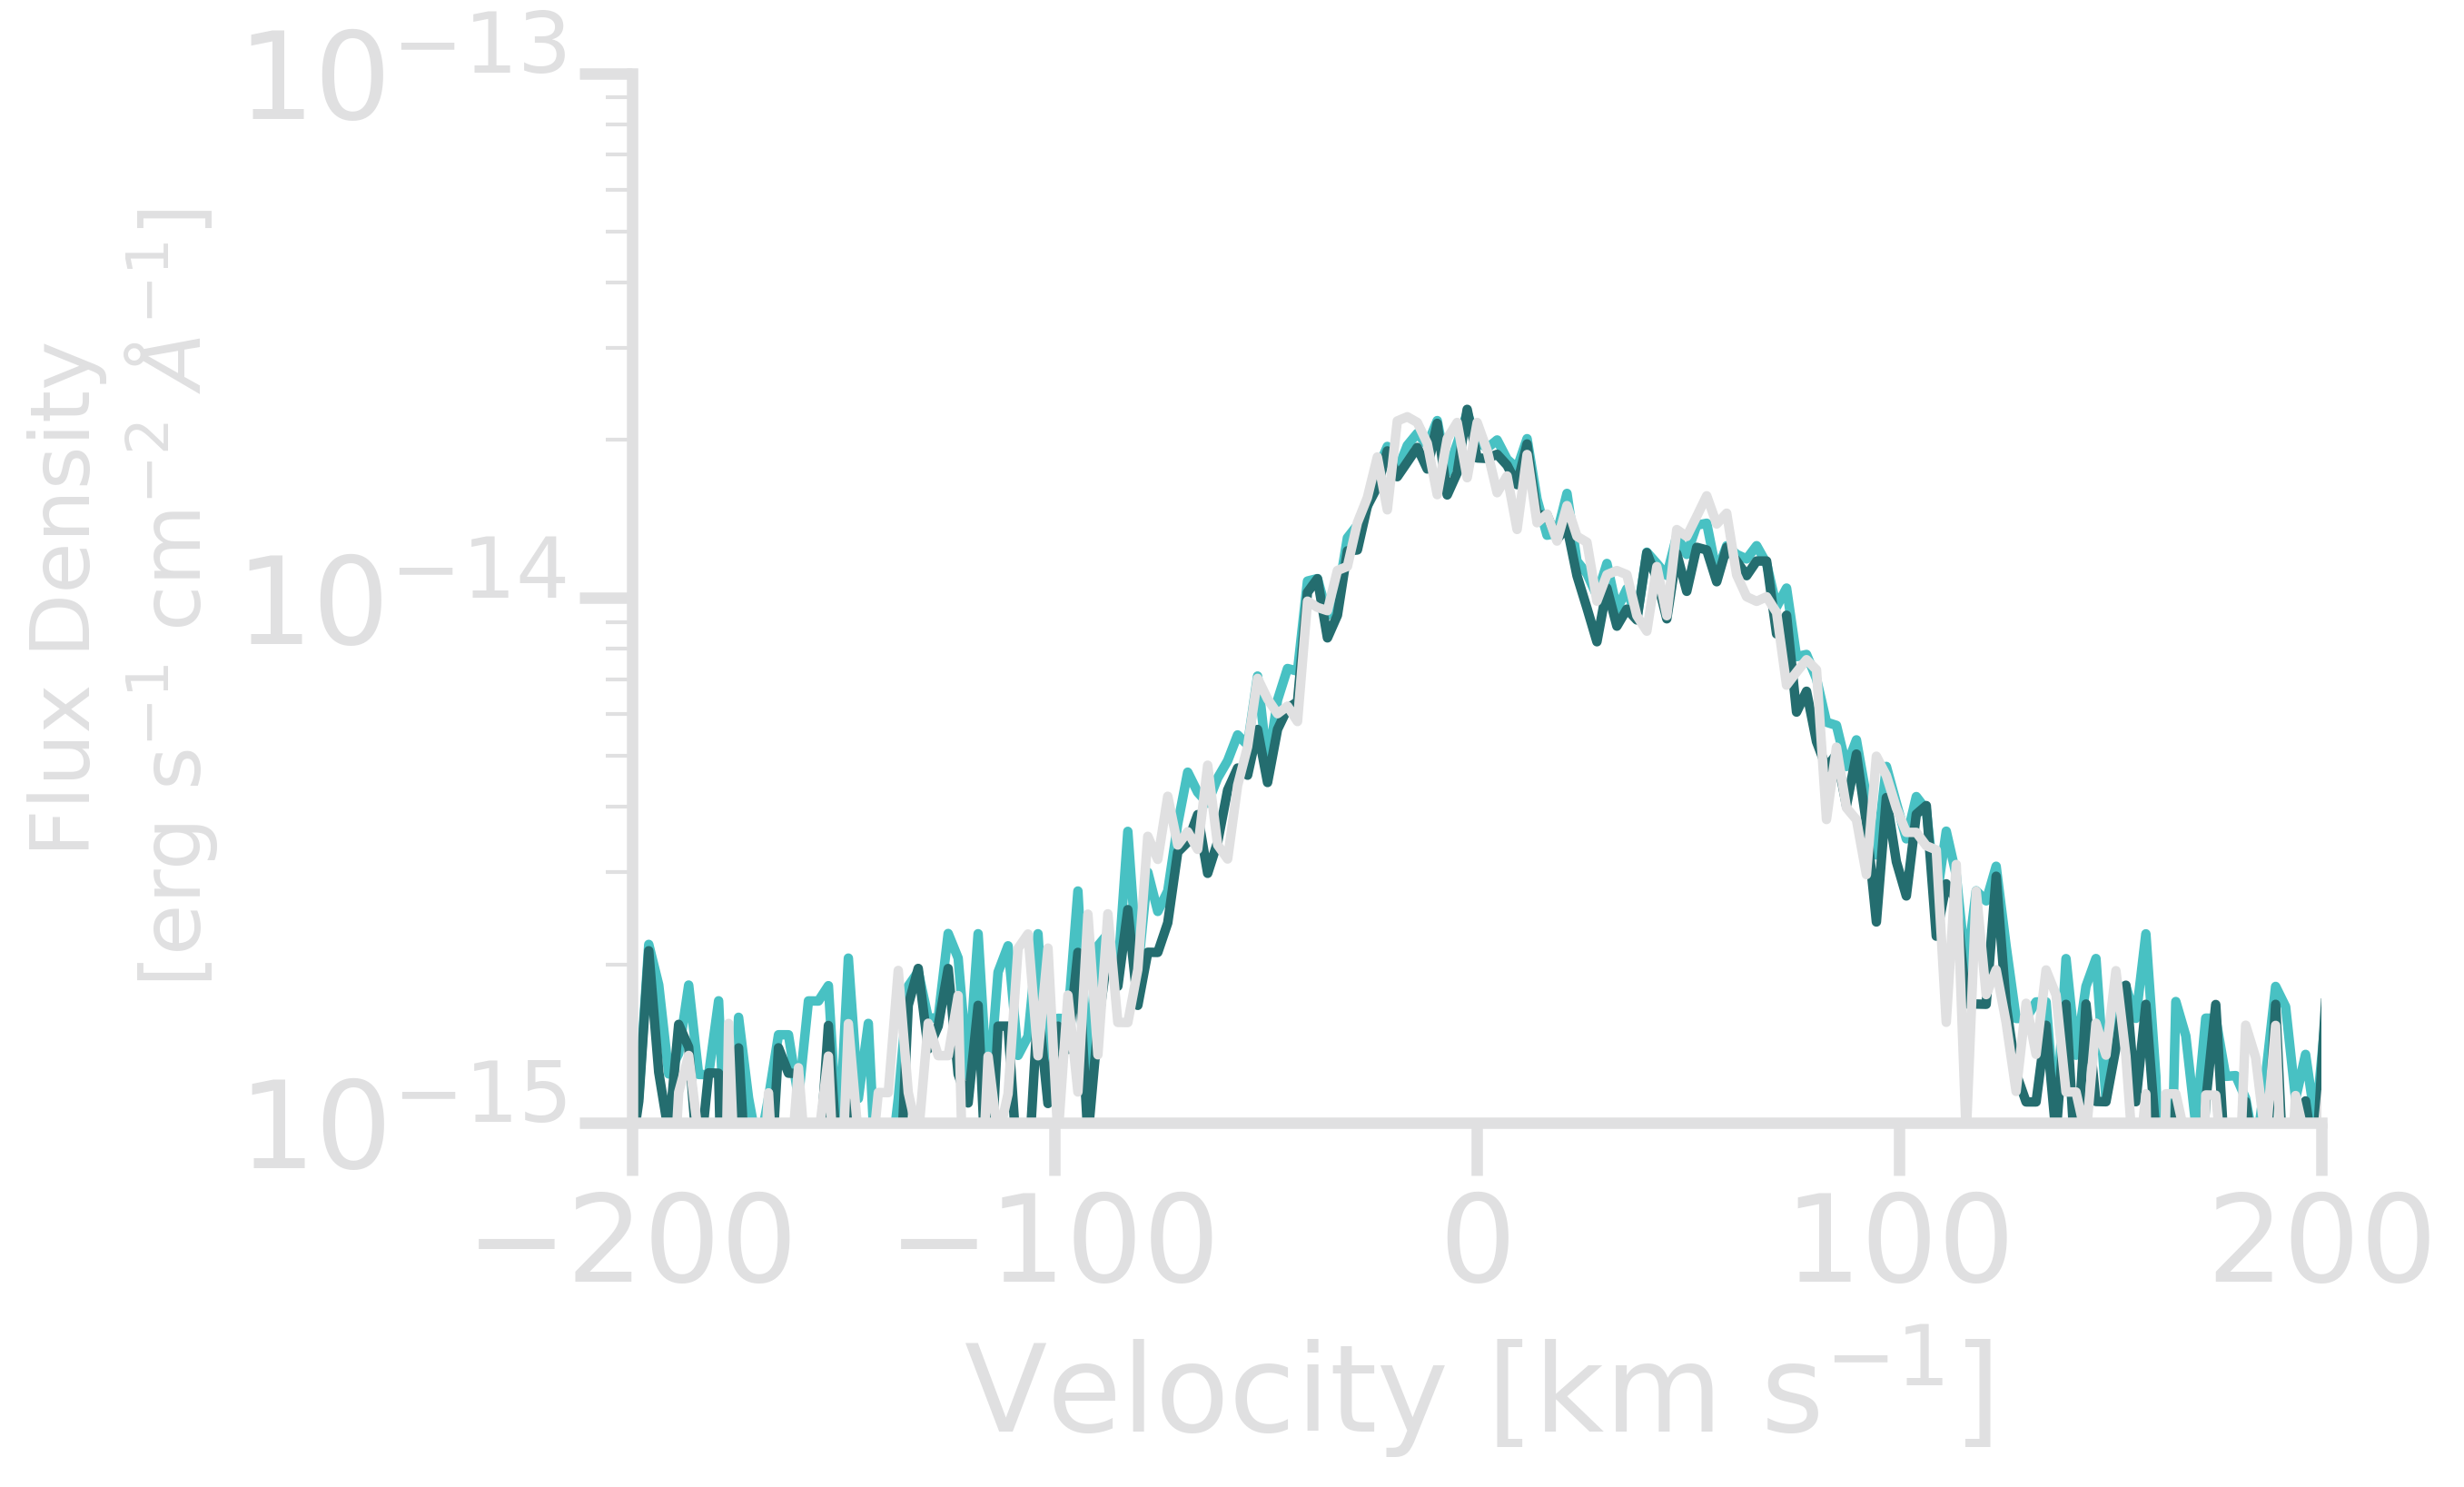 Flux Density
[erg s⁻¹ cm⁻² Å⁻¹]
10⁻¹³
10⁻¹⁴
10⁻¹⁵
−200 −100 0 100 200
Velocity [km s⁻¹]